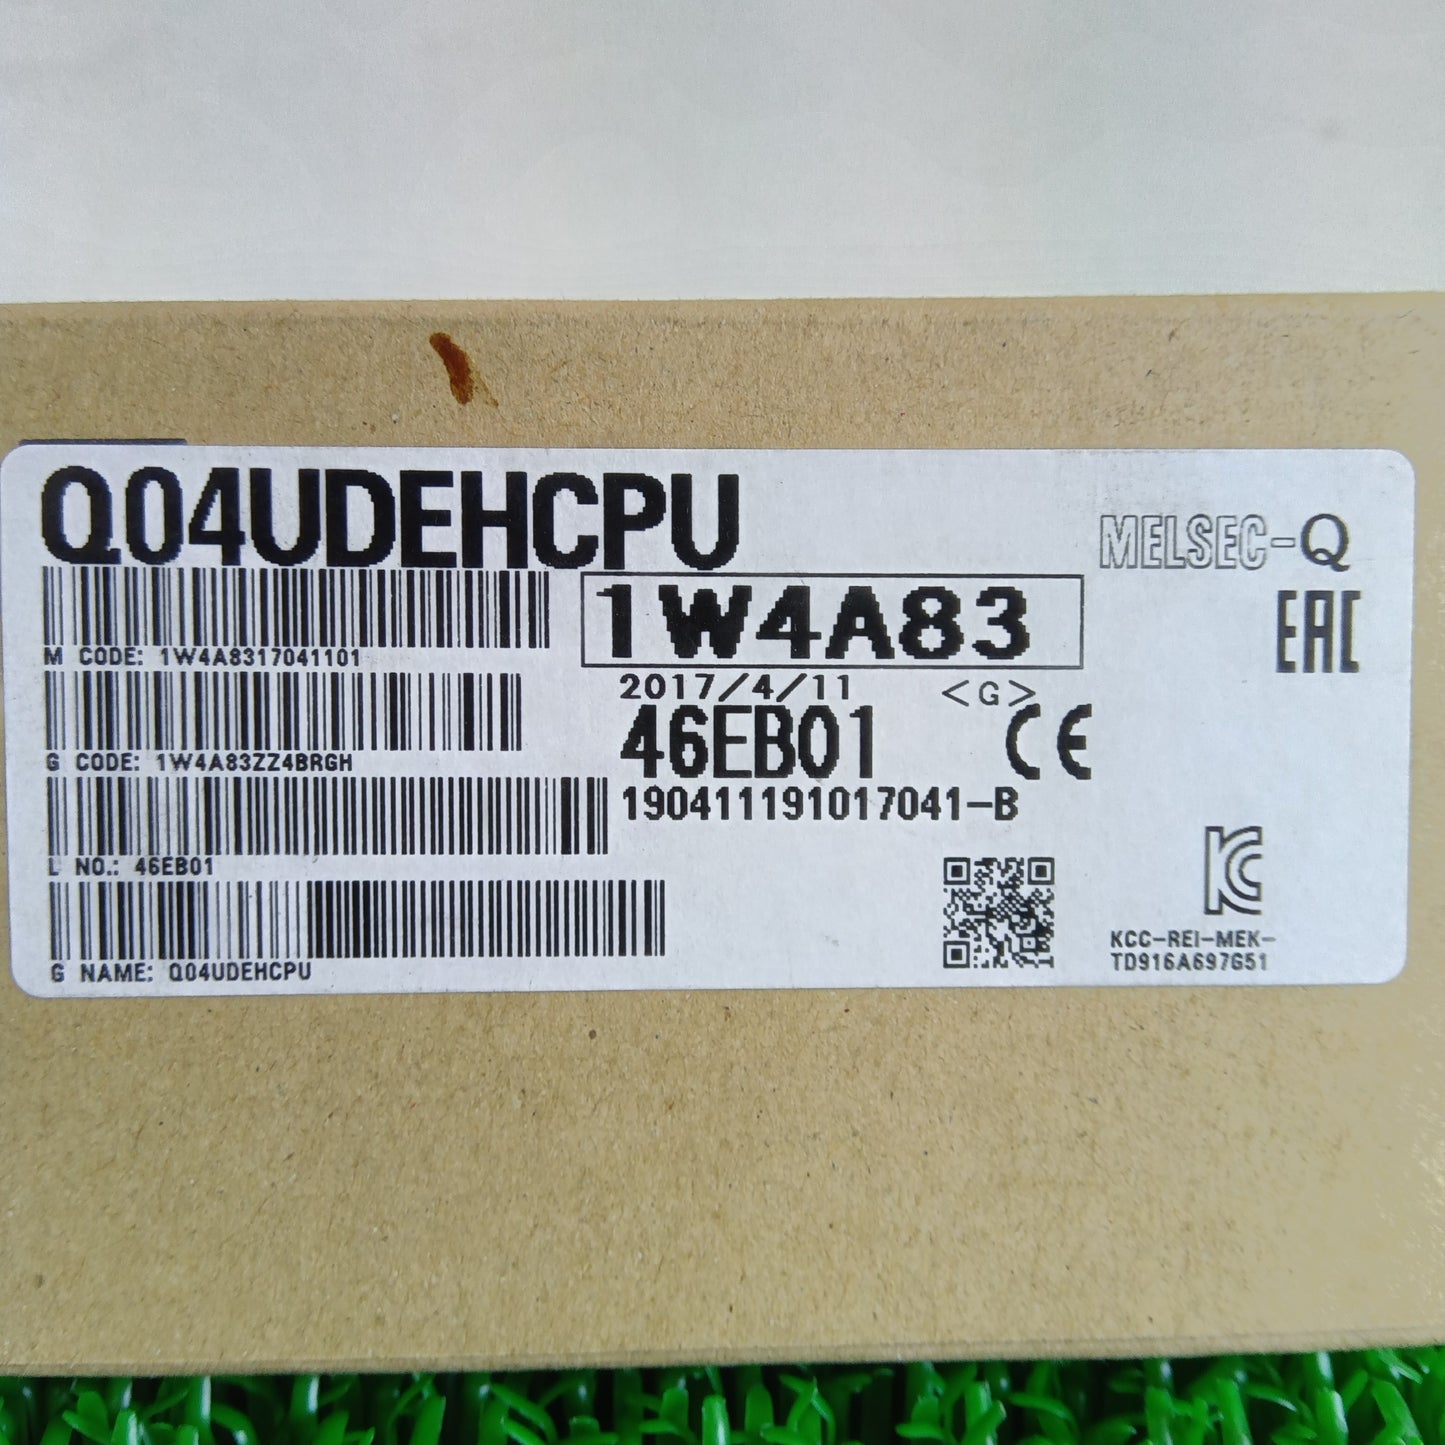 Q04UDEHCPU
MELSEC-Q
1W4A83
EAC
M CODE: 1W4A8317041101
2017/4/11 <G>
46EB01 CE
G CODE: 1W4A83ZZ4BRGH
190411191017041-B
L NO.: 46EB01
KC
KCC-REI-MEK-
TD916A697G51
G NAME: Q04UDEHCPU